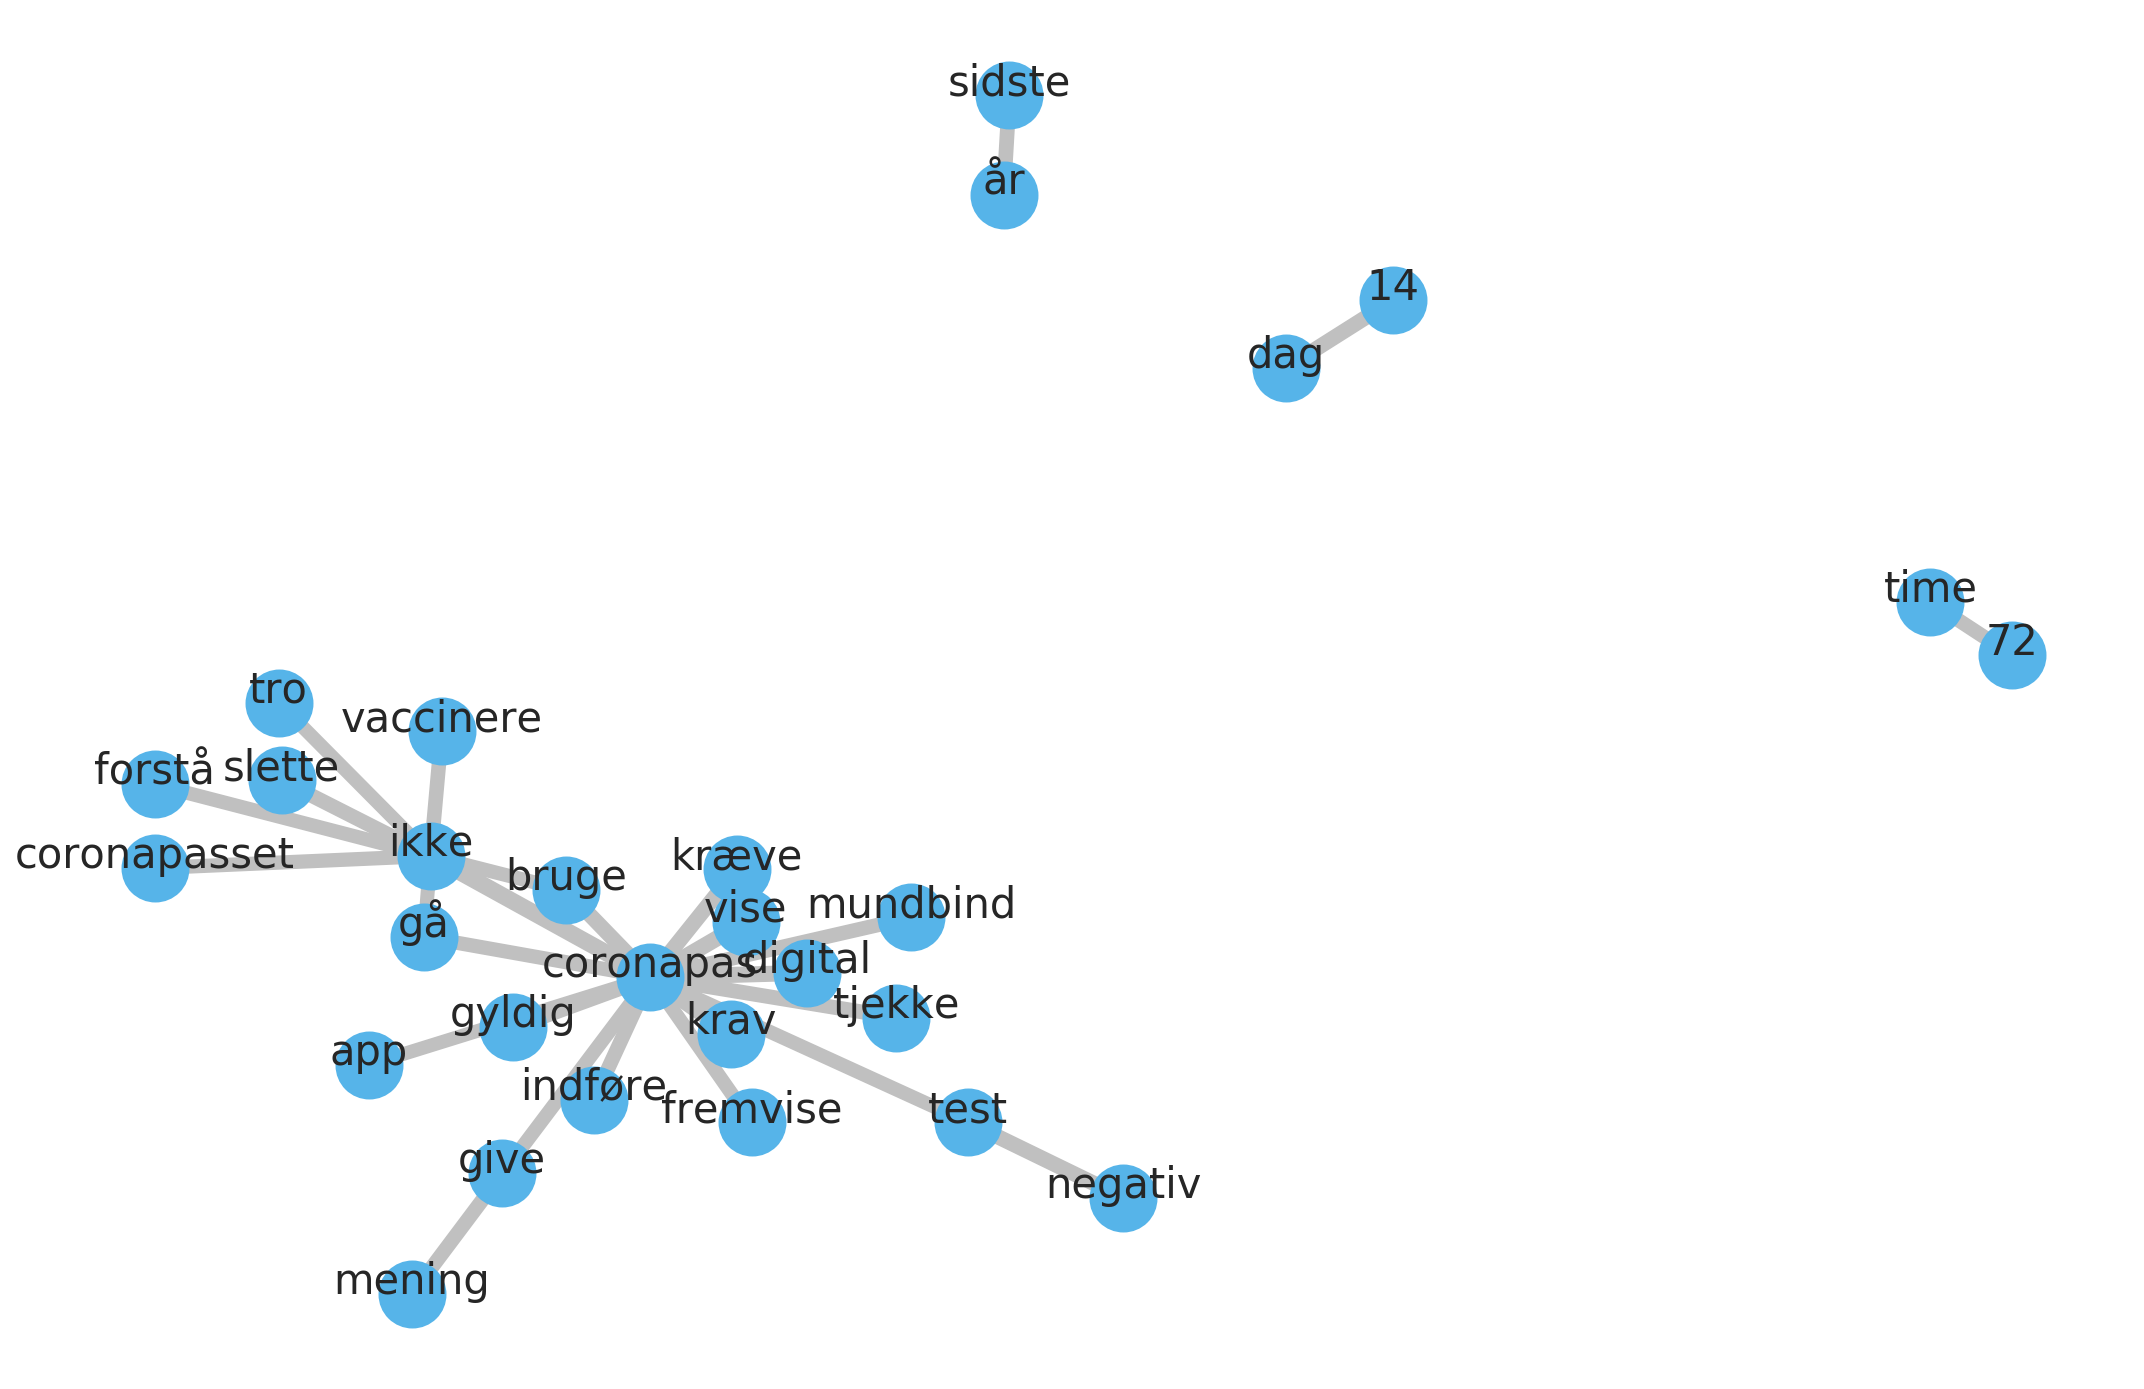 sidste
år
14
dag
time
72
tro
vaccinere
forstå
slette
ikke
coronapasset
kræve
bruge
vise
mundbind
gå
coronapas
digital
tjekke
gyldig
krav
app
indføre
fremvise
test
give
negativ
mening